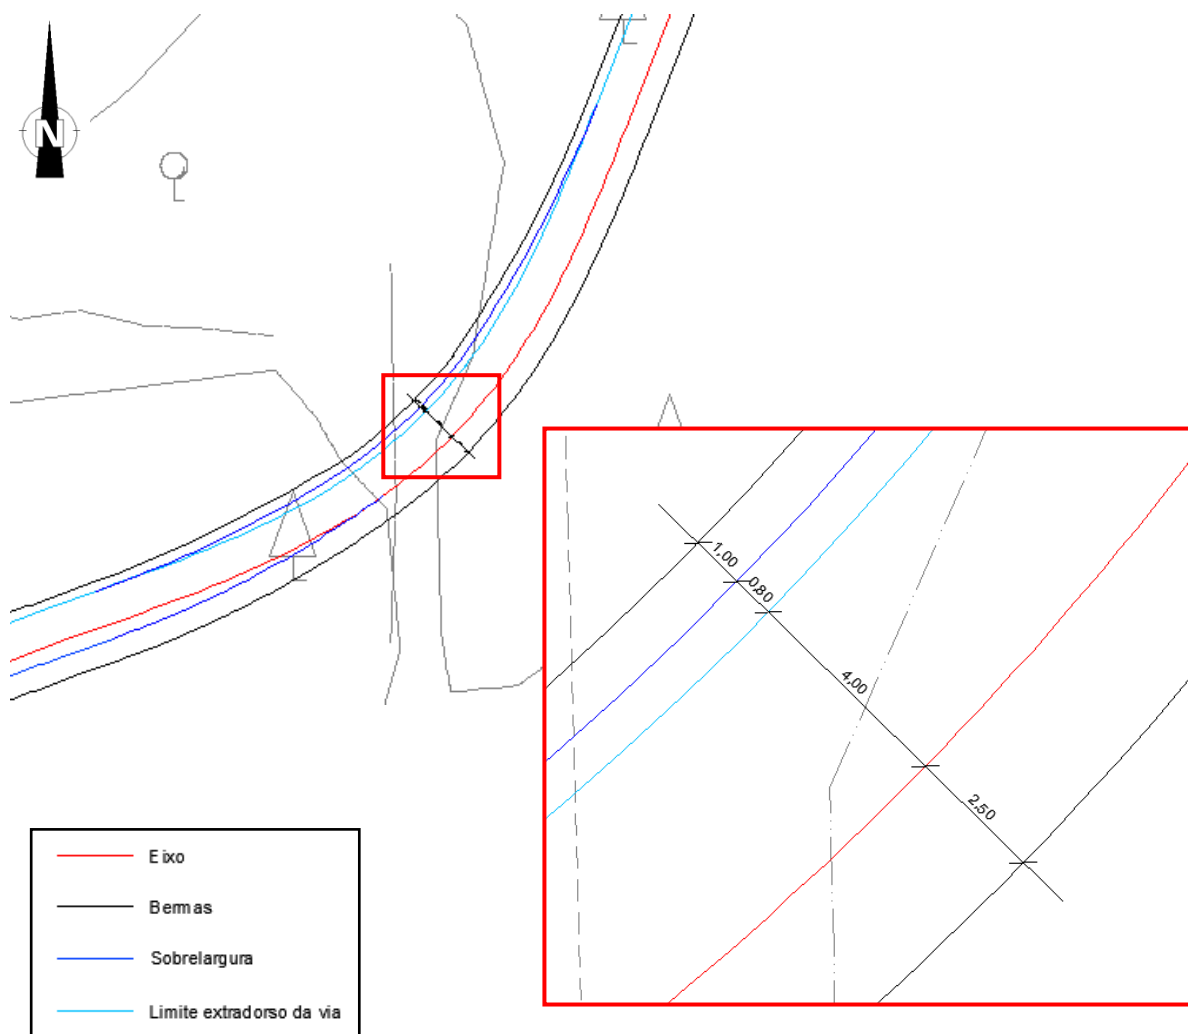 N
1,00
0,80
4,00
2,50
Eixo
Bermas
Sobrelargura
Limite extradorso da via